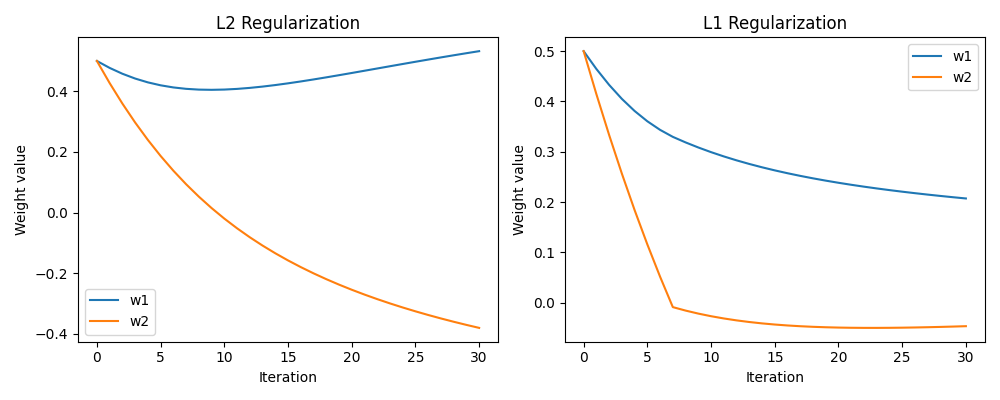 L2 Regularization
Weight value
0.4
0.2
0.0
−0.2
−0.4
w1
w2
0 5 10 15 20 25 30
Iteration
L1 Regularization
Weight value
0.5
0.4
0.3
0.2
0.1
0.0
w1
w2
0 5 10 15 20 25 30
Iteration